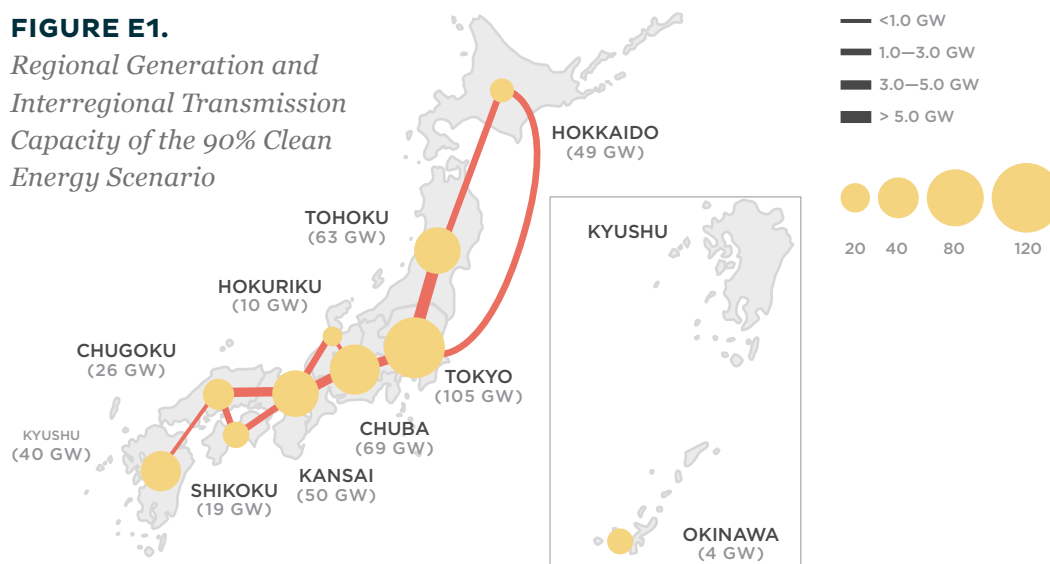 FIGURE E1.
Regional Generation and
Interregional Transmission
Capacity of the 90% Clean
Energy Scenario
<1.0 GW
1.0—3.0 GW
3.0—5.0 GW
> 5.0 GW
20 40 80 120
HOKKAIDO
(49 GW)
TOHOKU
(63 GW)
HOKURIKU
(10 GW)
CHUGOKU
(26 GW)
TOKYO
(105 GW)
CHUBA
(69 GW)
KYUSHU
(40 GW)
SHIKOKU
(19 GW)
KANSAI
(50 GW)
KYUSHU
OKINAWA
(4 GW)